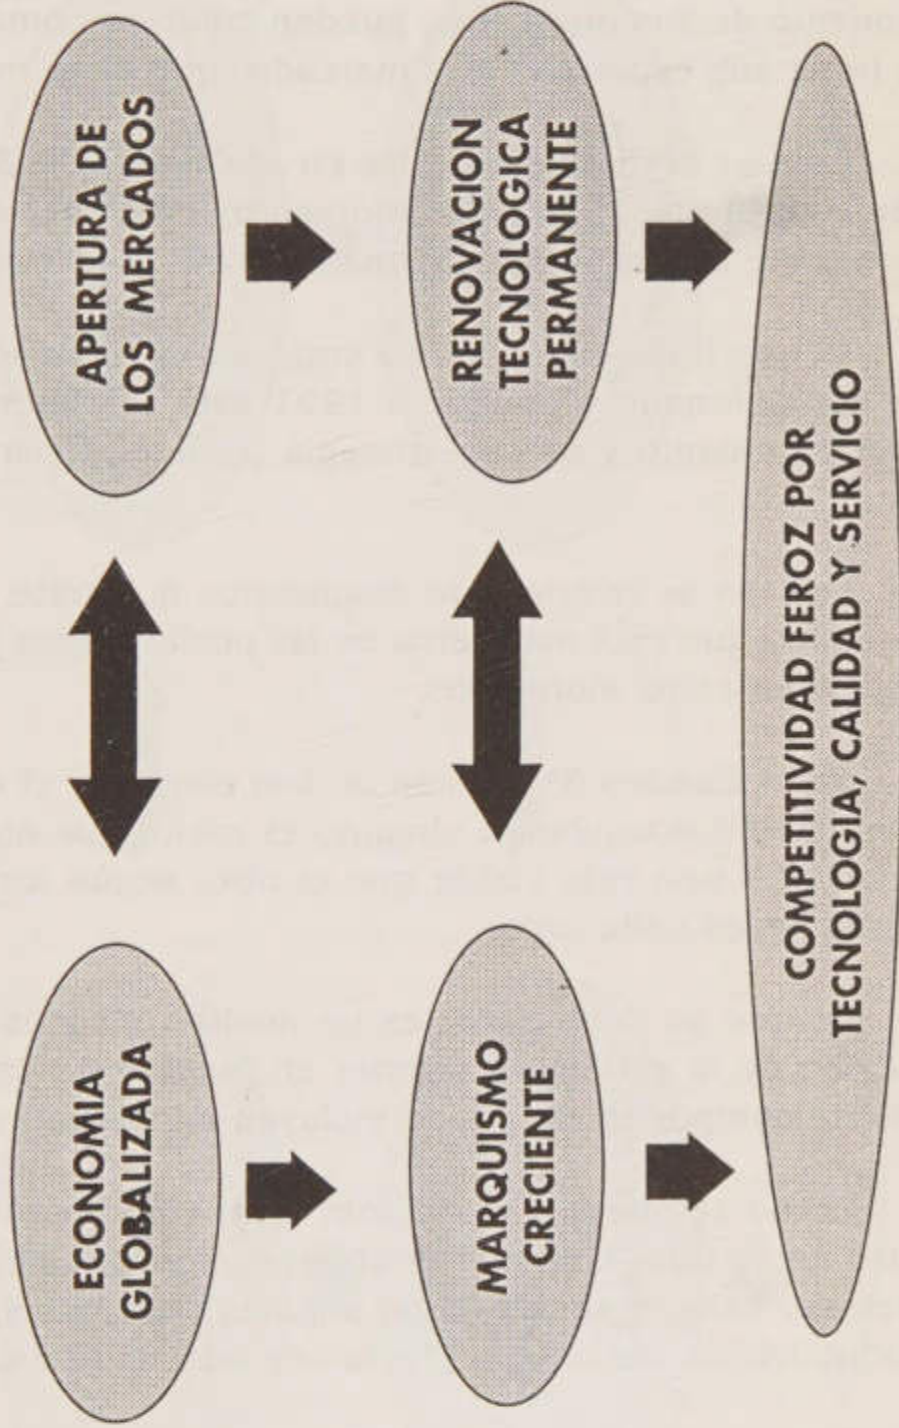 ECONOMIA
GLOBALIZADA
APERTURA DE
LOS MERCADOS
MARQUISMO
CRECIENTE
RENOVACION
TECNOLOGICA
PERMANENTE
COMPETITIVIDAD FEROZ POR
TECNOLOGIA, CALIDAD Y SERVICIO